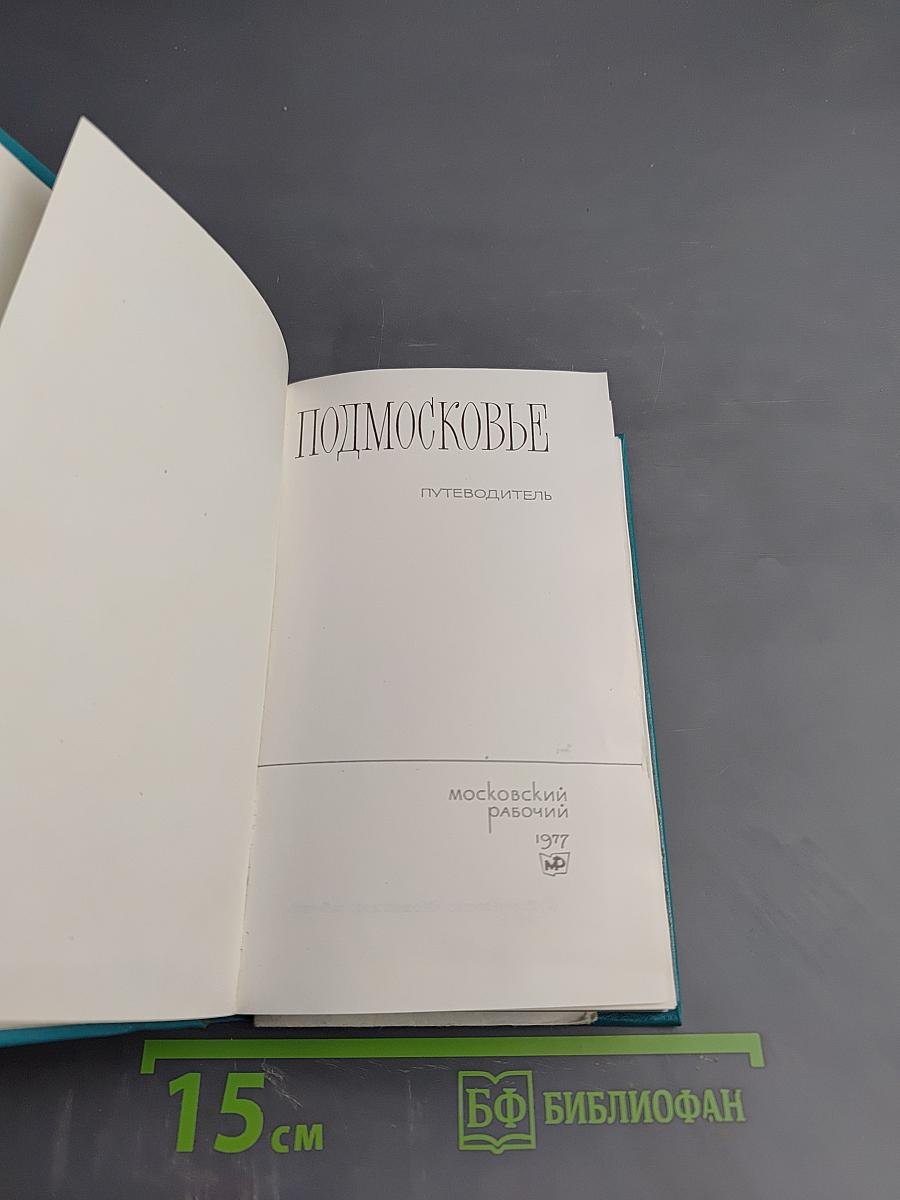 ПОДМОСКОВЬЕ
ПУТЕВОДИТЕЛЬ
МОСКОВСКИЙ
РАБОЧИЙ
1977
МР
15 СМ
БФ БИБЛИОФАН